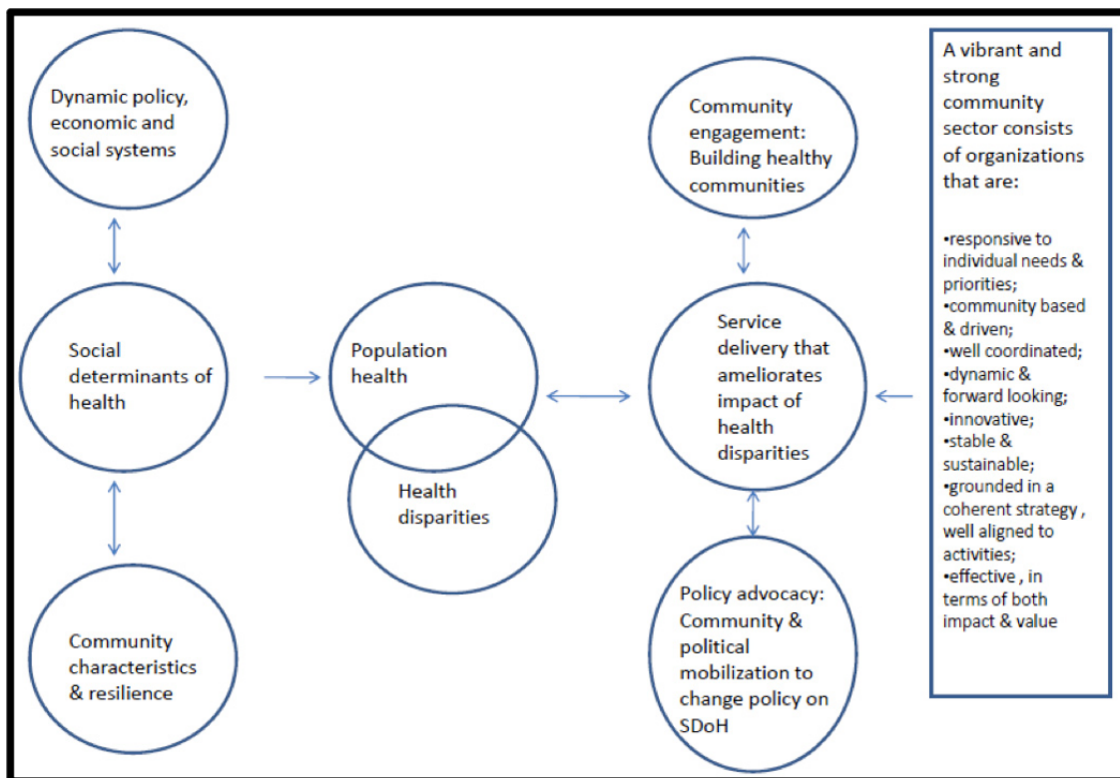 Dynamic policy,
economic and
social systems
Social
determinants of
health
Community
characteristics
& resilience
Population
health
Health
disparities
Community
engagement:
Building healthy
communities
Service
delivery that
ameliorates
impact of
health
disparities
Policy advocacy:
Community &
political
mobilization to
change policy on
SDoH
A vibrant and
strong
community
sector consists
of organizations
that are:
•responsive to
individual needs &
priorities;
•community based
& driven;
•well coordinated;
•dynamic &
forward looking;
•innovative;
•stable &
sustainable;
•grounded in a
coherent strategy ,
well aligned to
activities;
•effective , in
terms of both
impact & value